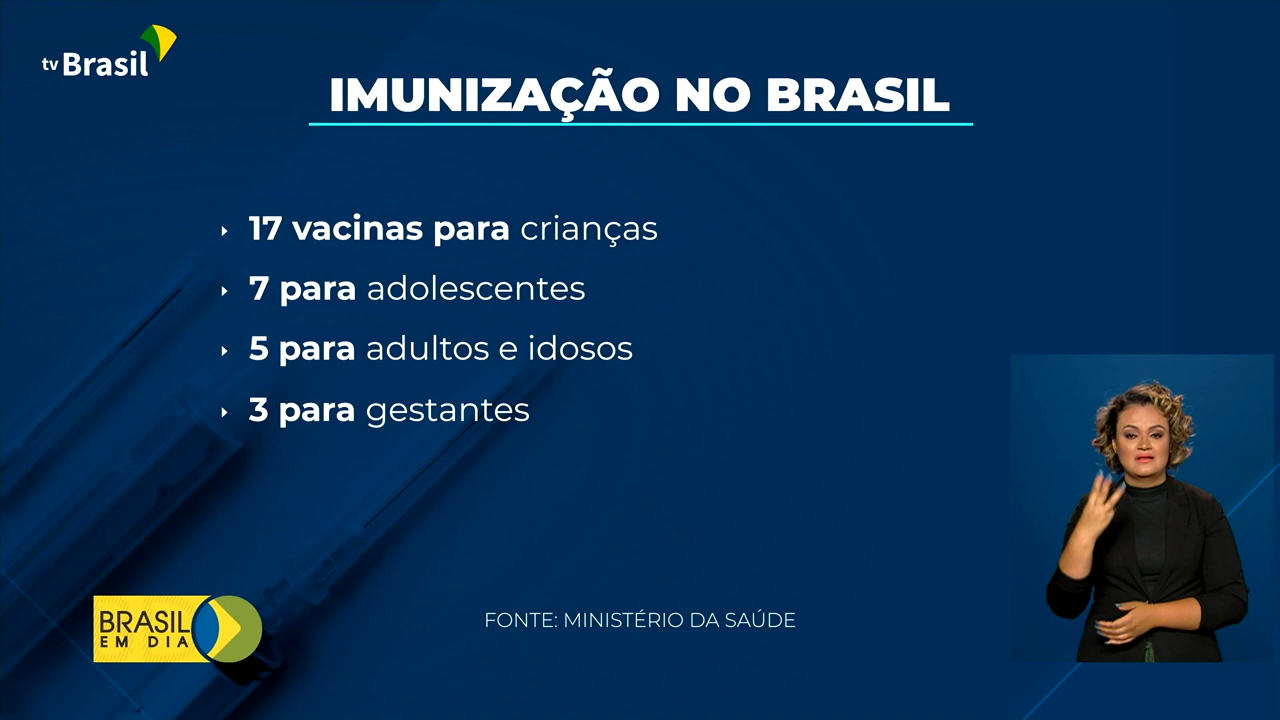 tv Brasil
IMUNIZAÇÃO NO BRASIL
17 vacinas para crianças
7 para adolescentes
5 para adultos e idosos
3 para gestantes
FONTE: MINISTÉRIO DA SAÚDE
BRASIL
EM DIA